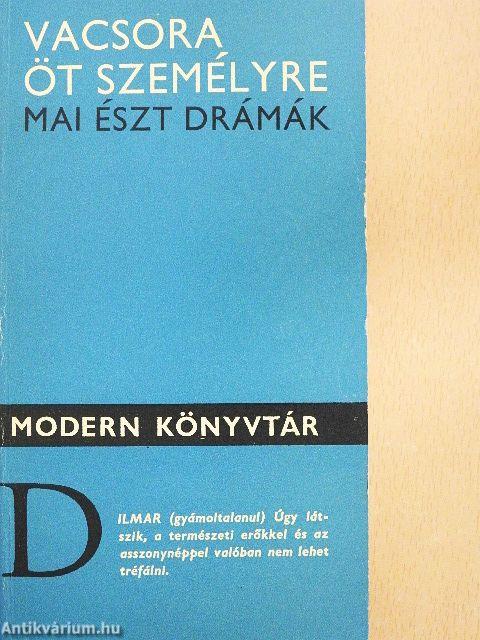 VACSORA
ÖT SZEMÉLYRE
MAI ÉSZT DRÁMÁK
MODERN KÖNYVTÁR
D
ILMAR (gyámoltalanul) Úgy lát-
szik, a természeti erőkkel és az
asszonynéppel valóban nem lehet
tréfálni.
Antikvárium.hu